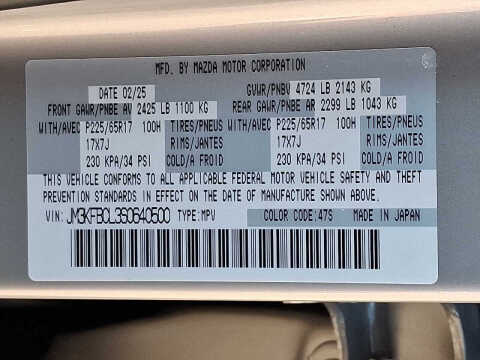 MFD. BY MAZDA MOTOR CORPORATION
DATE 02/25 GVWR/PNBV 4724 LB 2143 KG
FRONT GAWR/PNBE AV 2425 LB 1100 KG REAR GAWR/PNBE AR 2299 LB 1043 KG
WITH/AVEC P225/65R17 100H TIRES/PNEUS WITH/AVEC P225/65R17 100H TIRES/PNEUS
17X7J RIMS/JANTES 17X7J RIMS/JANTES
230 KPA/34 PSI COLD/A FROID 230 KPA/34 PSI COLD/A FROID
THIS VEHICLE CONFORMS TO ALL APPLICABLE FEDERAL MOTOR VEHICLE SAFETY AND THEFT
PREVENTION STANDARDS IN EFFECT ON THE DATE OF MANUFACTURE SHOWN ABOVE.
VIN: JM3KFBCL3S0640500 TYPE: MPV COLOR CODE: 47S MADE IN JAPAN